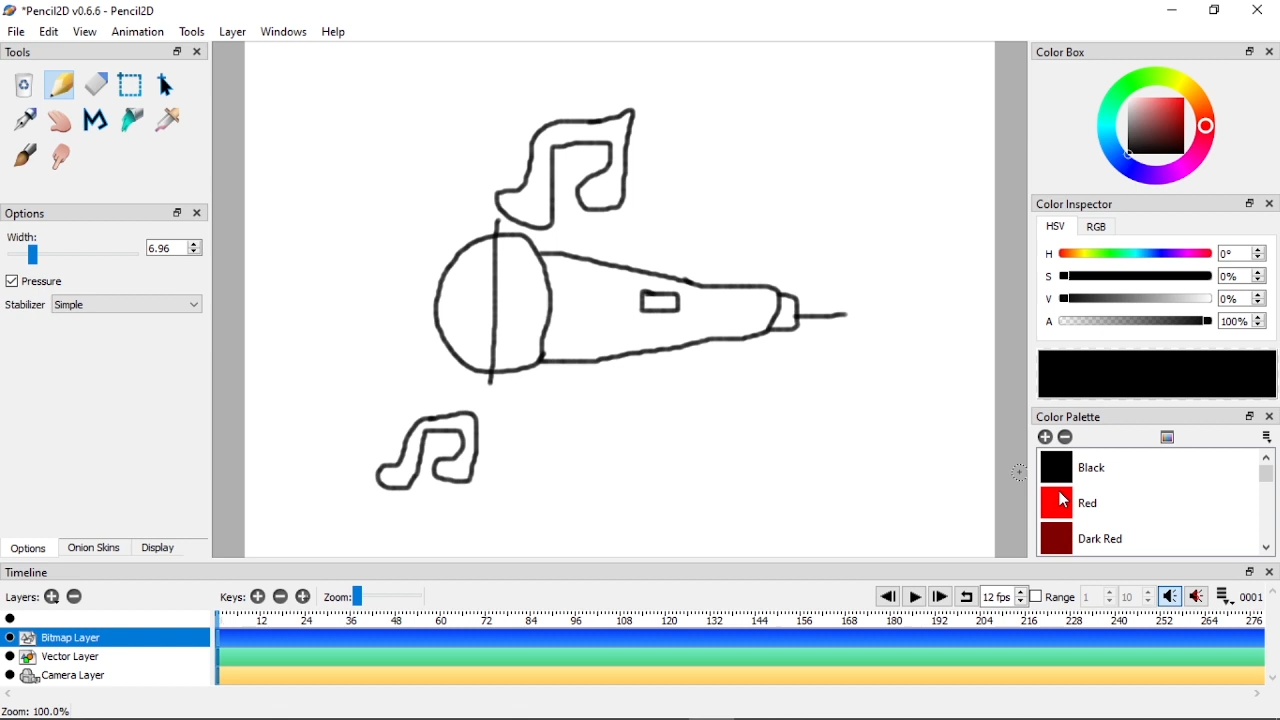 *Pencil2D v0.6.6 - Pencil2D
File Edit View Animation Tools Layer Windows Help
Tools
Color Box
Options
Width:
6.96
Pressure
Stabilizer Simple
Color Inspector
HSV RGB
H 0°
S 0%
V 0%
A 100%
Color Palette
Black
Red
Dark Red
Options Onion Skins Display
Timeline
Layers: Keys: Zoom: 12 fps Range 1 10 0001
12 24 36 48 60 72 84 96 108 120 132 144 156 168 180 192 204 216 228 240 252 264 276
Bitmap Layer
Vector Layer
Camera Layer
Zoom: 100.0%